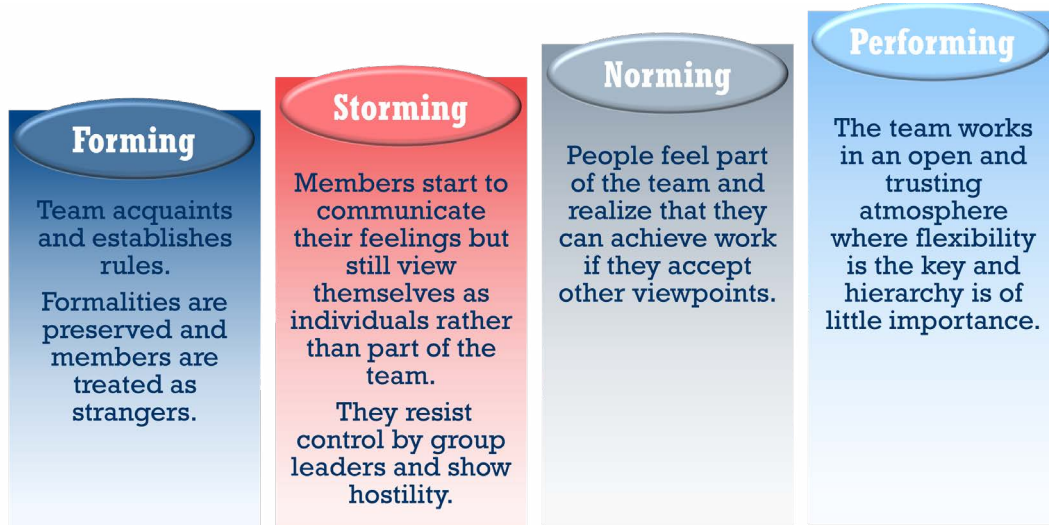 Forming
Team acquaints
and establishes
rules.
Formalities are
preserved and
members are
treated as
strangers.
Storming
Members start to
communicate
their feelings but
still view
themselves as
individuals rather
than part of the
team.
They resist
control by group
leaders and show
hostility.
Norming
People feel part
of the team and
realize that they
can achieve work
if they accept
other viewpoints.
Performing
The team works
in an open and
trusting
atmosphere
where flexibility
is the key and
hierarchy is of
little importance.